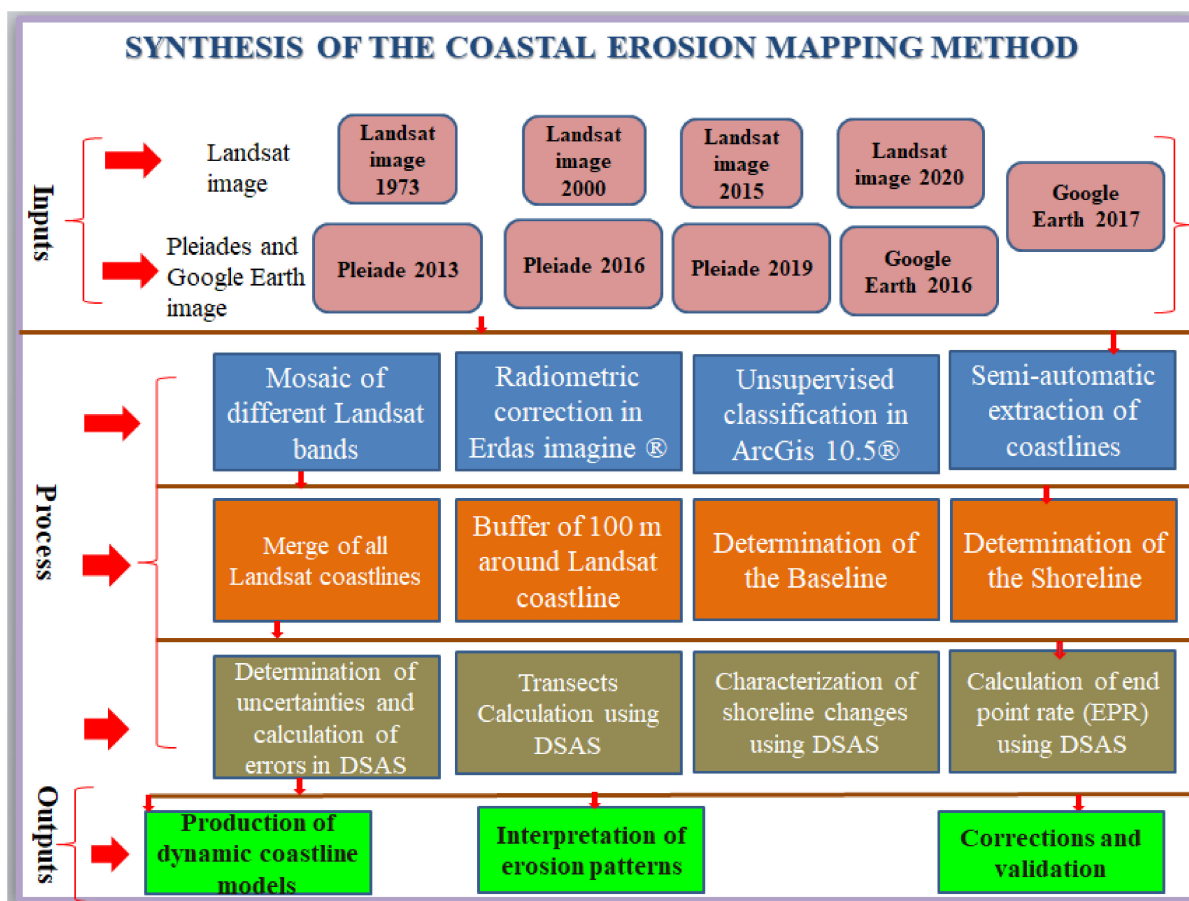 SYNTHESIS OF THE COASTAL EROSION MAPPING METHOD
Inputs
Landsat
image
Landsat
image
1973
Landsat
image
2000
Landsat
image
2015
Landsat
image 2020
Google
Earth 2017
Pleiades and
Google Earth
image
Pleiade 2013
Pleiade 2016
Pleiade 2019
Google
Earth 2016
Process
Mosaic of
different Landsat
bands
Radiometric
correction in
Erdas imagine ®
Unsupervised
classification in
ArcGis 10.5®
Semi-automatic
extraction of
coastlines
Merge of all
Landsat coastlines
Buffer of 100 m
around Landsat
coastline
Determination of
the Baseline
Determination of
the Shoreline
Determination of
uncertainties and
calculation of
errors in DSAS
Transects
Calculation using
DSAS
Characterization of
shoreline changes
using DSAS
Calculation of end
point rate (EPR)
using DSAS
Outputs
Production of
dynamic coastline
models
Interpretation of
erosion patterns
Corrections and
validation